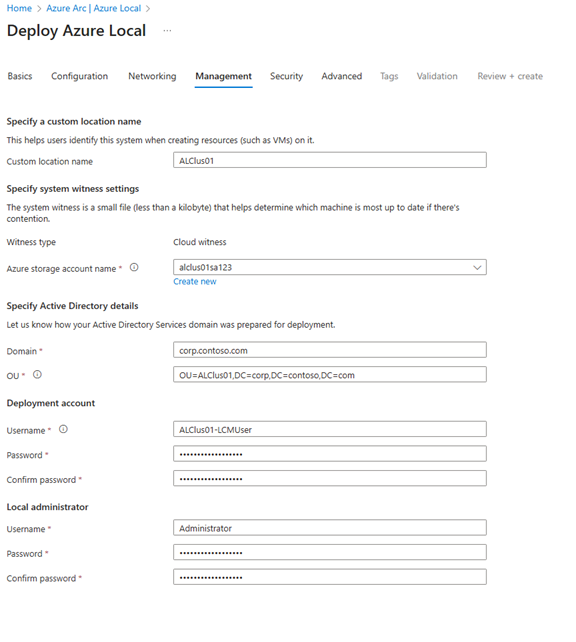 Home > Azure Arc | Azure Local >
Deploy Azure Local ...
Basics Configuration Networking Management Security Advanced Tags Validation Review + create
Specify a custom location name
This helps users identify this system when creating resources (such as VMs) on it.
Custom location name ALClus01
Specify system witness settings
The system witness is a small file (less than a kilobyte) that helps determine which machine is most up to date if there's
contention.
Witness type Cloud witness
Azure storage account name * alclus01sa123
Create new
Specify Active Directory details
Let us know how your Active Directory Services domain was prepared for deployment.
Domain * corp.contoso.com
OU * OU=ALClus01,DC=corp,DC=contoso,DC=com
Deployment account
Username * ALClus01-LCMUser
Password * ••••••••••••••••••
Confirm password * ••••••••••••••••••
Local administrator
Username * Administrator
Password * ••••••••••••••••••
Confirm password * ••••••••••••••••••